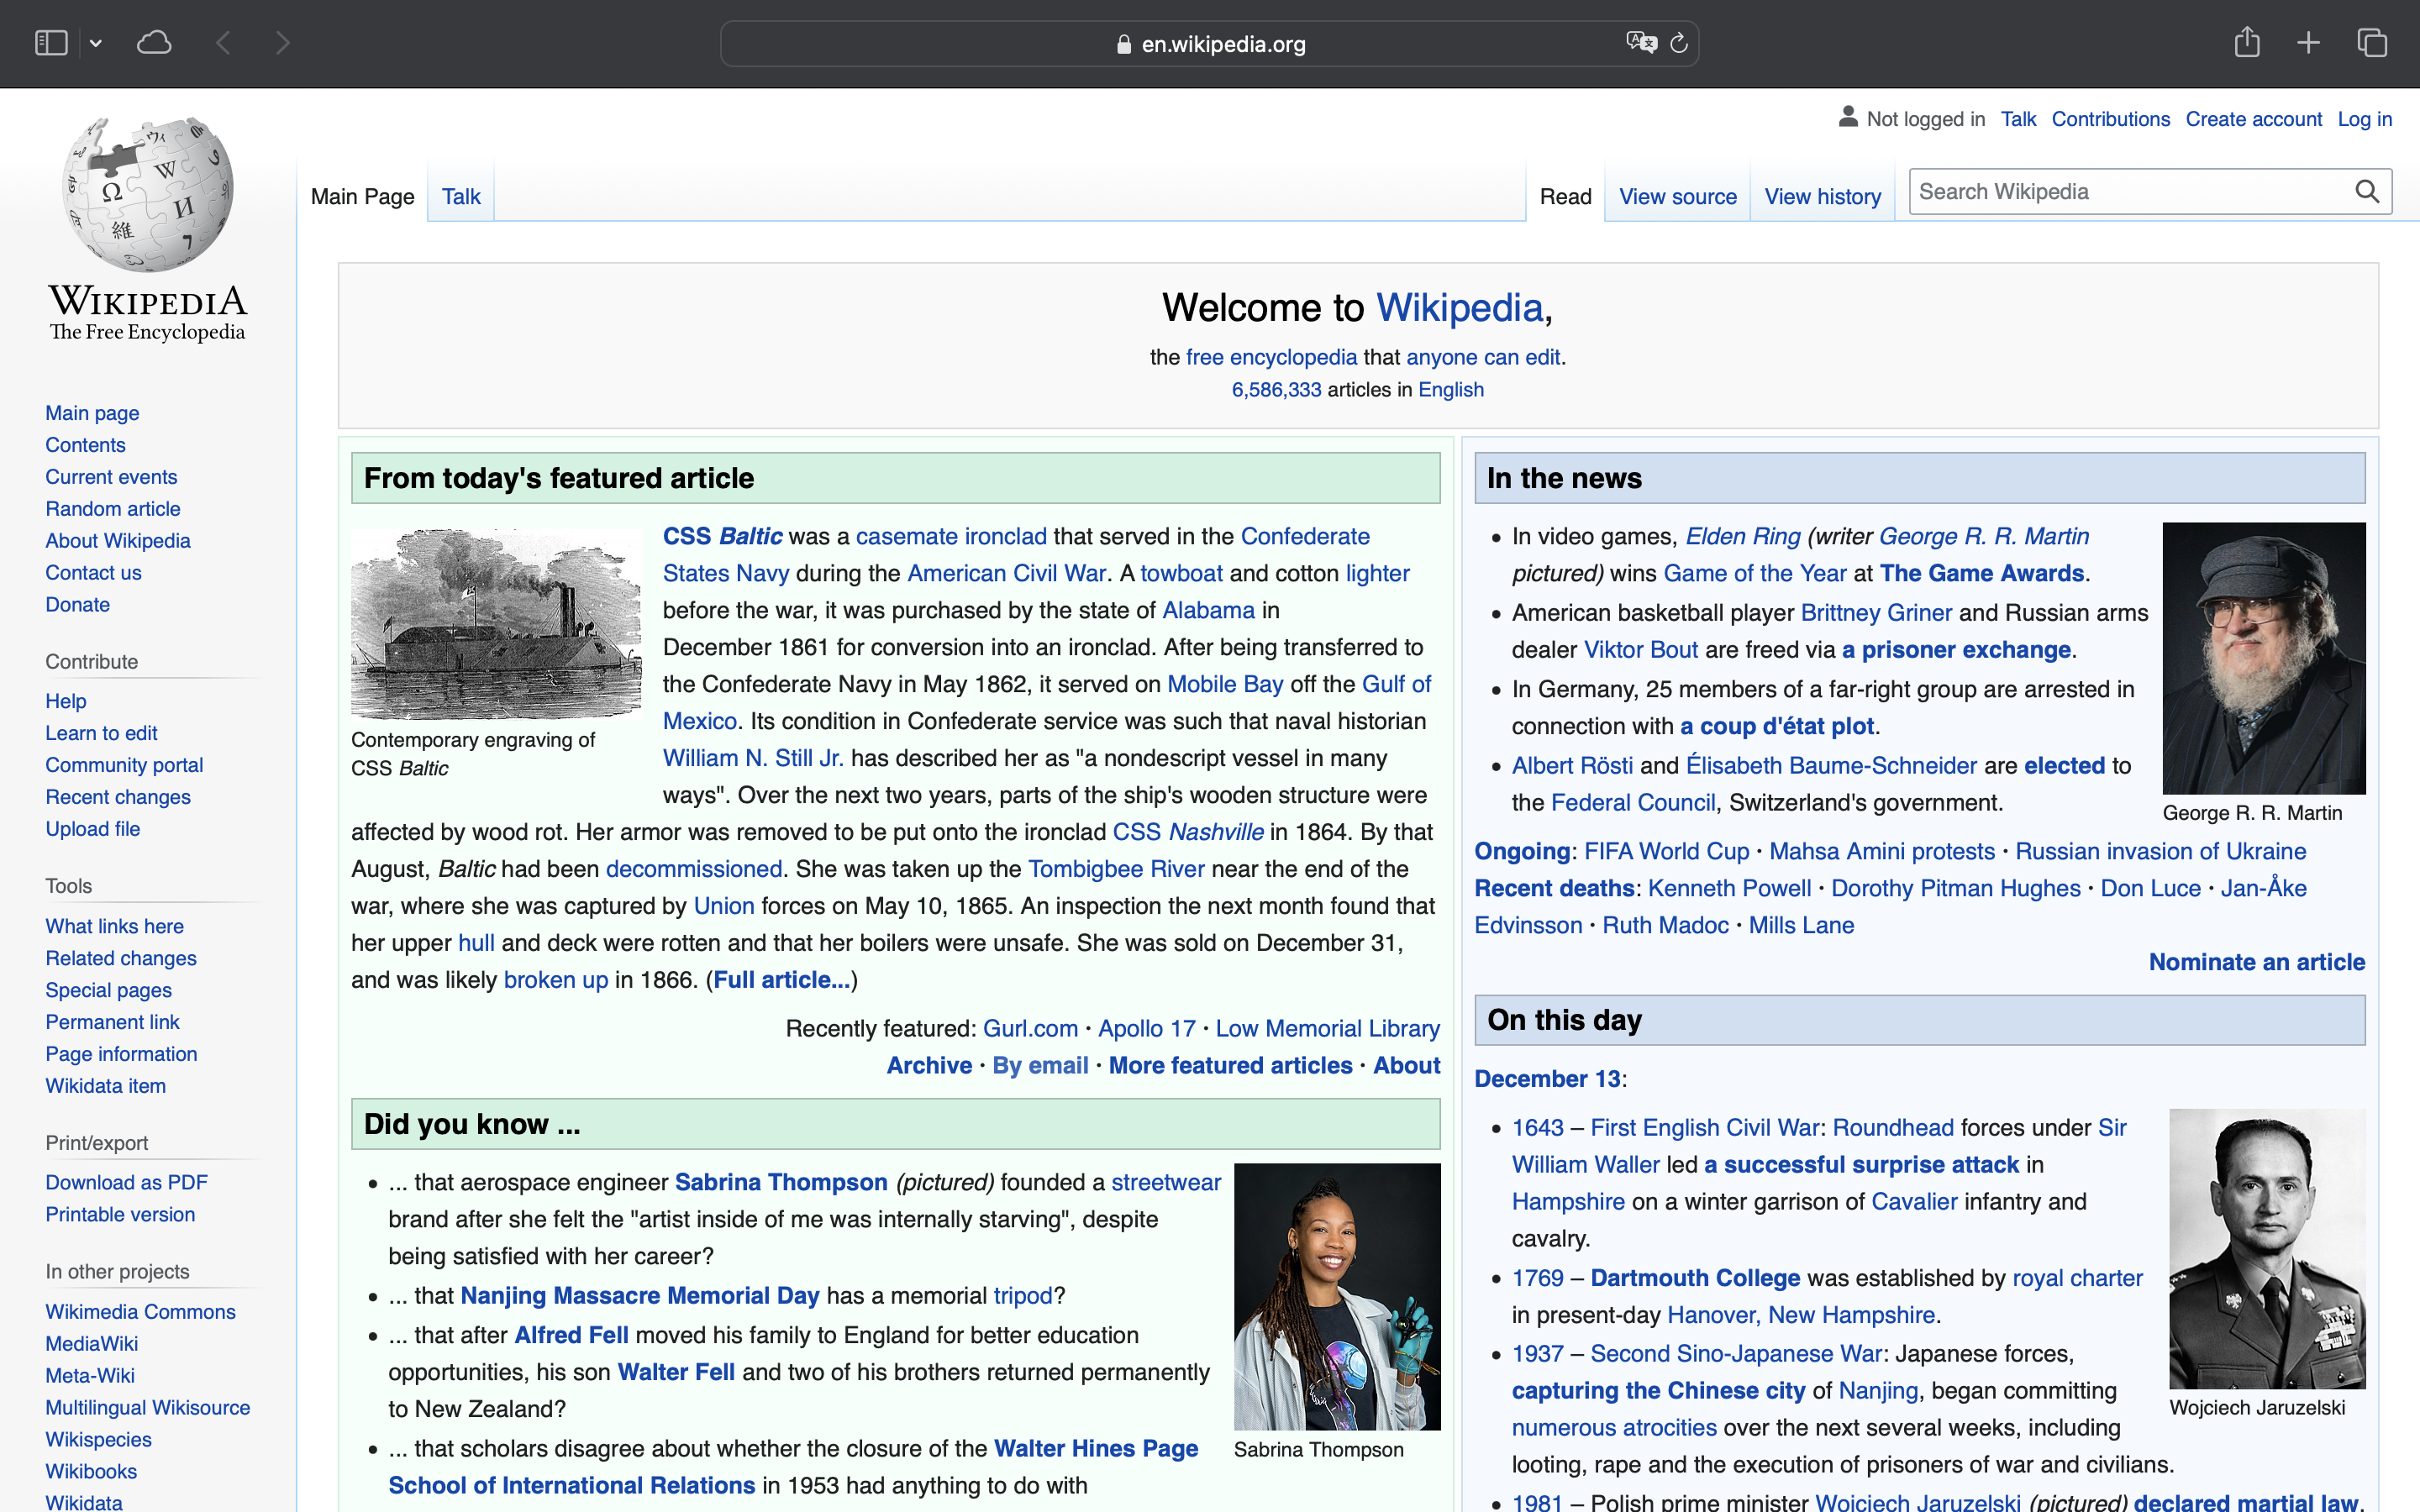 en.wikipedia.org
Not logged in Talk Contributions Create account Log in
Main Page Talk Read View source View history Search Wikipedia
WIKIPEDIA
The Free Encyclopedia
Main page
Contents
Current events
Random article
About Wikipedia
Contact us
Donate
Contribute
Help
Learn to edit
Community portal
Recent changes
Upload file
Tools
What links here
Related changes
Special pages
Permanent link
Page information
Wikidata item
Print/export
Download as PDF
Printable version
In other projects
Wikimedia Commons
MediaWiki
Meta-Wiki
Multilingual Wikisource
Wikispecies
Wikibooks
Wikidata
Welcome to Wikipedia,
the free encyclopedia that anyone can edit.
6,586,333 articles in English
From today's featured article
Contemporary engraving of
CSS Baltic
CSS Baltic was a casemate ironclad that served in the Confederate
States Navy during the American Civil War. A towboat and cotton lighter
before the war, it was purchased by the state of Alabama in
December 1861 for conversion into an ironclad. After being transferred to
the Confederate Navy in May 1862, it served on Mobile Bay off the Gulf of
Mexico. Its condition in Confederate service was such that naval historian
William N. Still Jr. has described her as "a nondescript vessel in many
ways". Over the next two years, parts of the ship's wooden structure were
affected by wood rot. Her armor was removed to be put onto the ironclad CSS Nashville in 1864. By that
August, Baltic had been decommissioned. She was taken up the Tombigbee River near the end of the
war, where she was captured by Union forces on May 10, 1865. An inspection the next month found that
her upper hull and deck were rotten and that her boilers were unsafe. She was sold on December 31,
and was likely broken up in 1866. (Full article...)
Recently featured: Gurl.com · Apollo 17 · Low Memorial Library
Archive · By email · More featured articles · About
Did you know ...
... that aerospace engineer Sabrina Thompson (pictured) founded a streetwear
brand after she felt the "artist inside of me was internally starving", despite
being satisfied with her career?
... that Nanjing Massacre Memorial Day has a memorial tripod?
... that after Alfred Fell moved his family to England for better education
opportunities, his son Walter Fell and two of his brothers returned permanently
to New Zealand?
... that scholars disagree about whether the closure of the Walter Hines Page
School of International Relations in 1953 had anything to do with
Sabrina Thompson
In the news
In video games, Elden Ring (writer George R. R. Martin
pictured) wins Game of the Year at The Game Awards.
American basketball player Brittney Griner and Russian arms
dealer Viktor Bout are freed via a prisoner exchange.
In Germany, 25 members of a far-right group are arrested in
connection with a coup d'état plot.
Albert Rösti and Élisabeth Baume-Schneider are elected to
the Federal Council, Switzerland's government.
George R. R. Martin
Ongoing: FIFA World Cup · Mahsa Amini protests · Russian invasion of Ukraine
Recent deaths: Kenneth Powell · Dorothy Pitman Hughes · Don Luce · Jan-Åke
Edvinsson · Ruth Madoc · Mills Lane
Nominate an article
On this day
December 13:
1643 – First English Civil War: Roundhead forces under Sir
William Waller led a successful surprise attack in
Hampshire on a winter garrison of Cavalier infantry and
cavalry.
1769 – Dartmouth College was established by royal charter
in present-day Hanover, New Hampshire.
1937 – Second Sino-Japanese War: Japanese forces,
capturing the Chinese city of Nanjing, began committing
numerous atrocities over the next several weeks, including
looting, rape and the execution of prisoners of war and civilians.
1981 – Polish prime minister Wojciech Jaruzelski (pictured) declared martial law,
Wojciech Jaruzelski